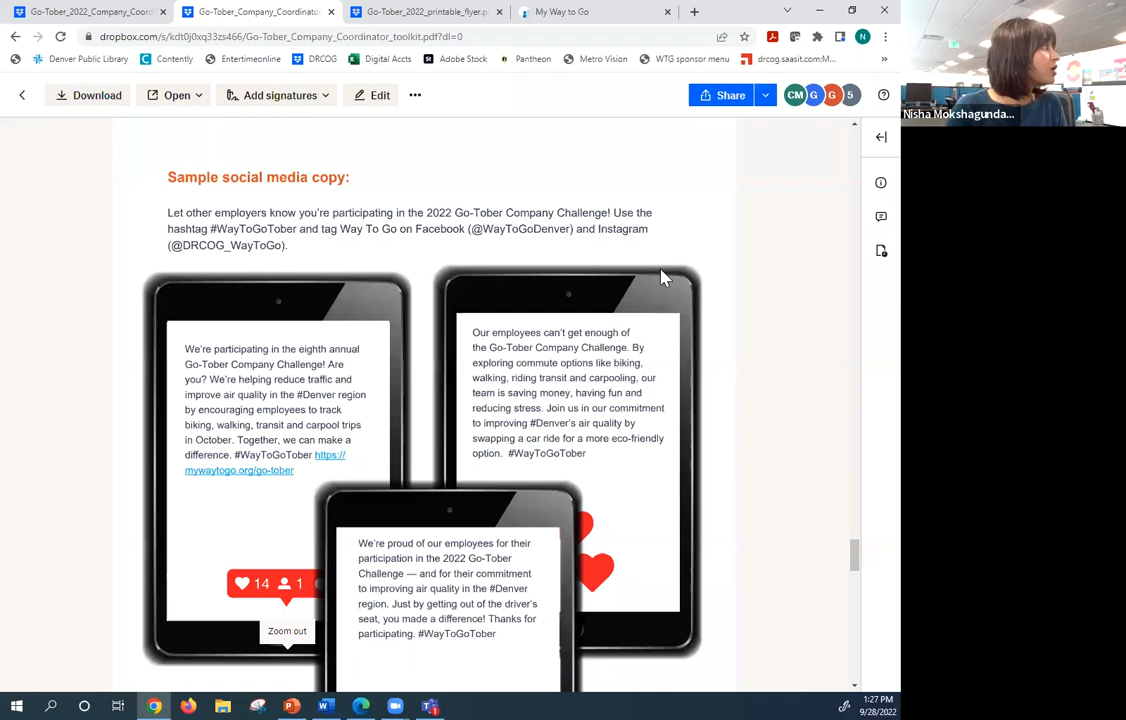 Go-Tober_2022_Company_Coord
Go-Tober_Company_Coordinator
Go-Tober_2022_printable_flyer.p
My Way to Go
dropbox.com/s/kdt0j0xq33zs466/Go-Tober_Company_Coordinator_toolkit.pdf?dl=0
N
Denver Public Library
Contently
Entertimeonline
DRCOG
Digital Accts
Adobe Stock
Pantheon
Metro Vision
WTG sponsor menu
drcog.saasit.com:M...
»
Download
Open
Add signatures
Edit
Share
CM
G
G
5
Nisha Mokshagunda...
Sample social media copy:
Let other employers know you're participating in the 2022 Go-Tober Company Challenge! Use the
hashtag #WayToGoTober and tag Way To Go on Facebook (@WayToGoDenver) and Instagram
(@DRCOG_WayToGo).
We're participating in the eighth annual
Go-Tober Company Challenge! Are
you? We're helping reduce traffic and
improve air quality in the #Denver region
by encouraging employees to track
biking, walking, transit and carpool trips
in October. Together, we can make a
difference. #WayToGoTober https://
mywaytogo.org/go-tober
14
1
Our employees can't get enough of
the Go-Tober Company Challenge. By
exploring commute options like biking,
walking, riding transit and carpooling, our
team is saving money, having fun and
reducing stress. Join us in our commitment
to improving #Denver's air quality by
swapping a car ride for a more eco-friendly
option. #WayToGoTober
We're proud of our employees for their
participation in the 2022 Go-Tober
Challenge — and for their commitment
to improving air quality in the #Denver
region. Just by getting out of the driver's
seat, you made a difference! Thanks for
participating. #WayToGoTober
Zoom out
1:27 PM
9/28/2022